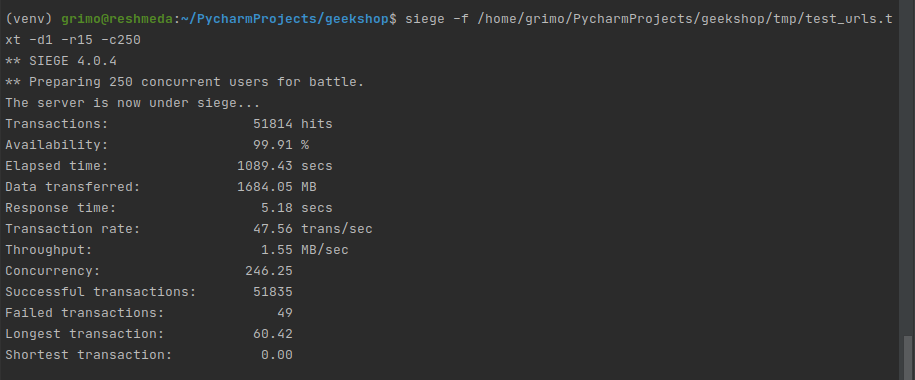 (venv) grimo@reshmeda:~/PycharmProjects/geekshop$ siege -f /home/grimo/PycharmProjects/geekshop/tmp/test_urls.t
xt -d1 -r15 -c250
** SIEGE 4.0.4
** Preparing 250 concurrent users for battle.
The server is now under siege...
Transactions: 51814 hits
Availability: 99.91 %
Elapsed time: 1089.43 secs
Data transferred: 1684.05 MB
Response time: 5.18 secs
Transaction rate: 47.56 trans/sec
Throughput: 1.55 MB/sec
Concurrency: 246.25
Successful transactions: 51835
Failed transactions: 49
Longest transaction: 60.42
Shortest transaction: 0.00